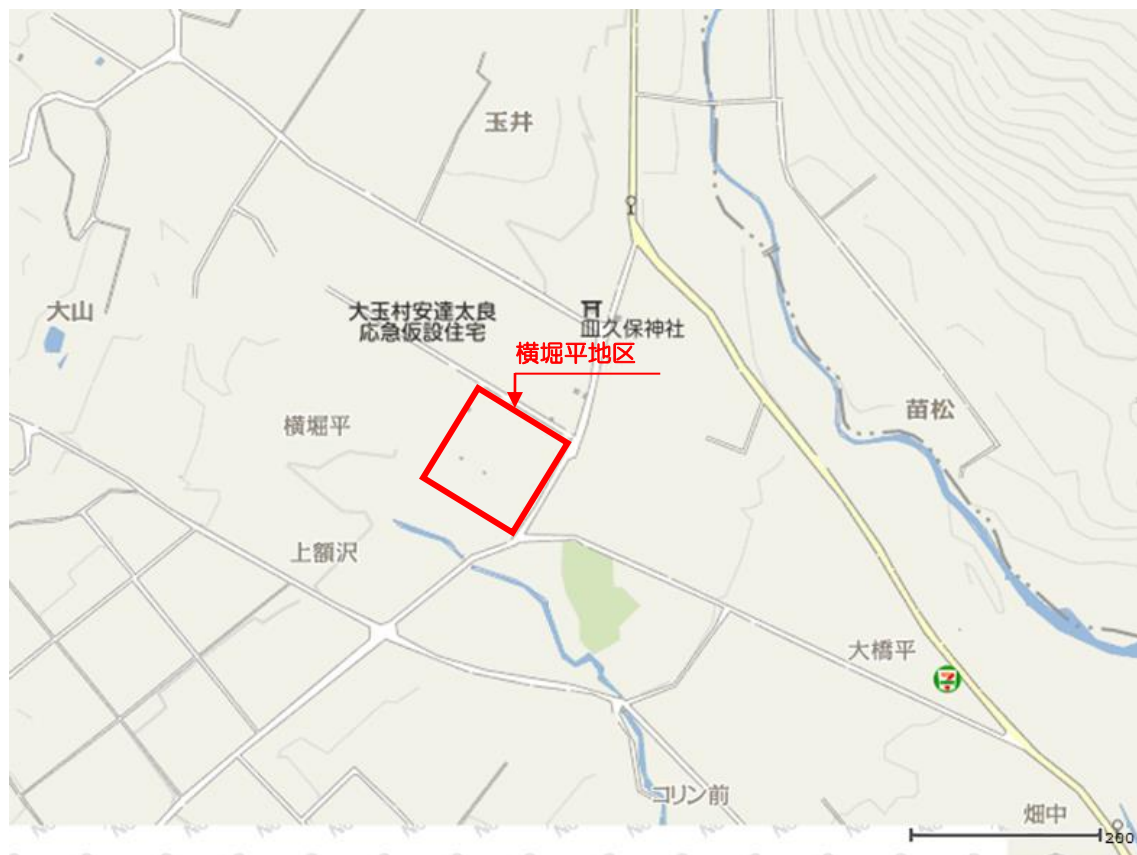 玉井
大山
大玉村安達太良
応急仮設住宅
皿久保神社
横堀平地区
横堀平
苗松
上額沢
大橋平
コリン前
畑中
200